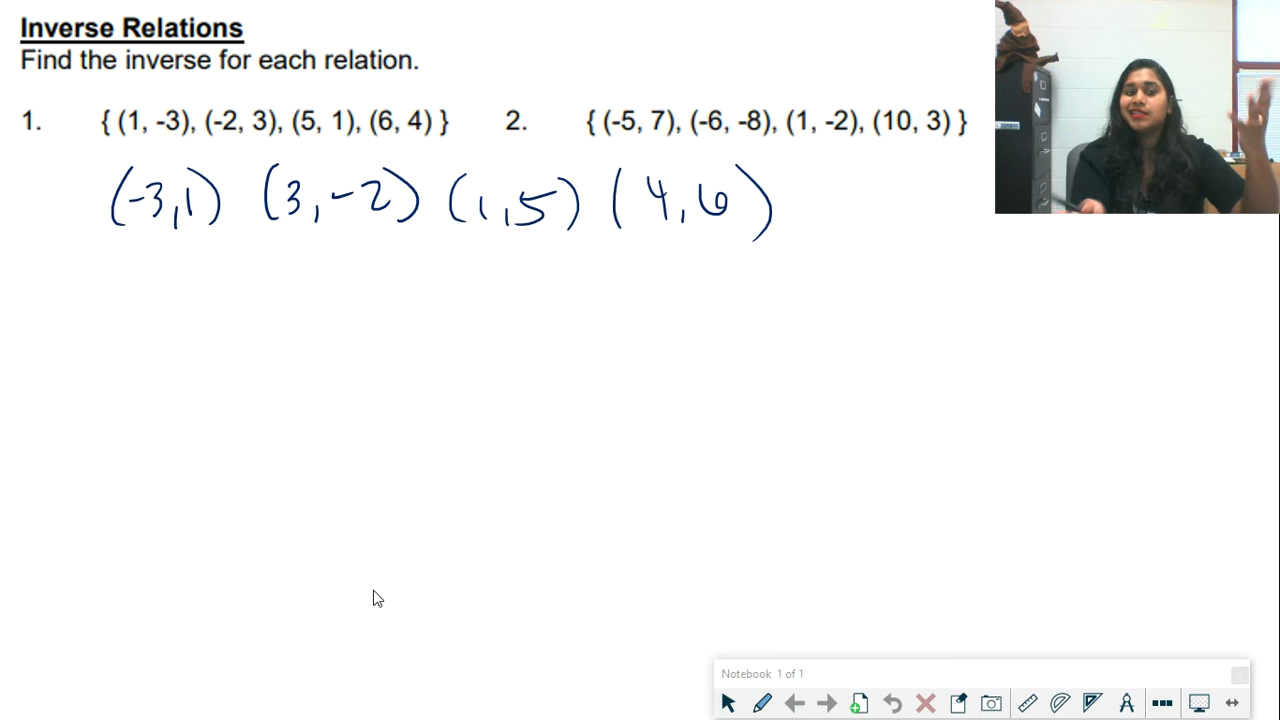 Inverse Relations
Find the inverse for each relation.
1. { (1, -3), (-2, 3), (5, 1), (6, 4) } 2. { (-5, 7), (-6, -8), (1, -2), (10, 3) }
(-3,1) (3,-2) (1,5) (4,6)
Notebook 1 of 1